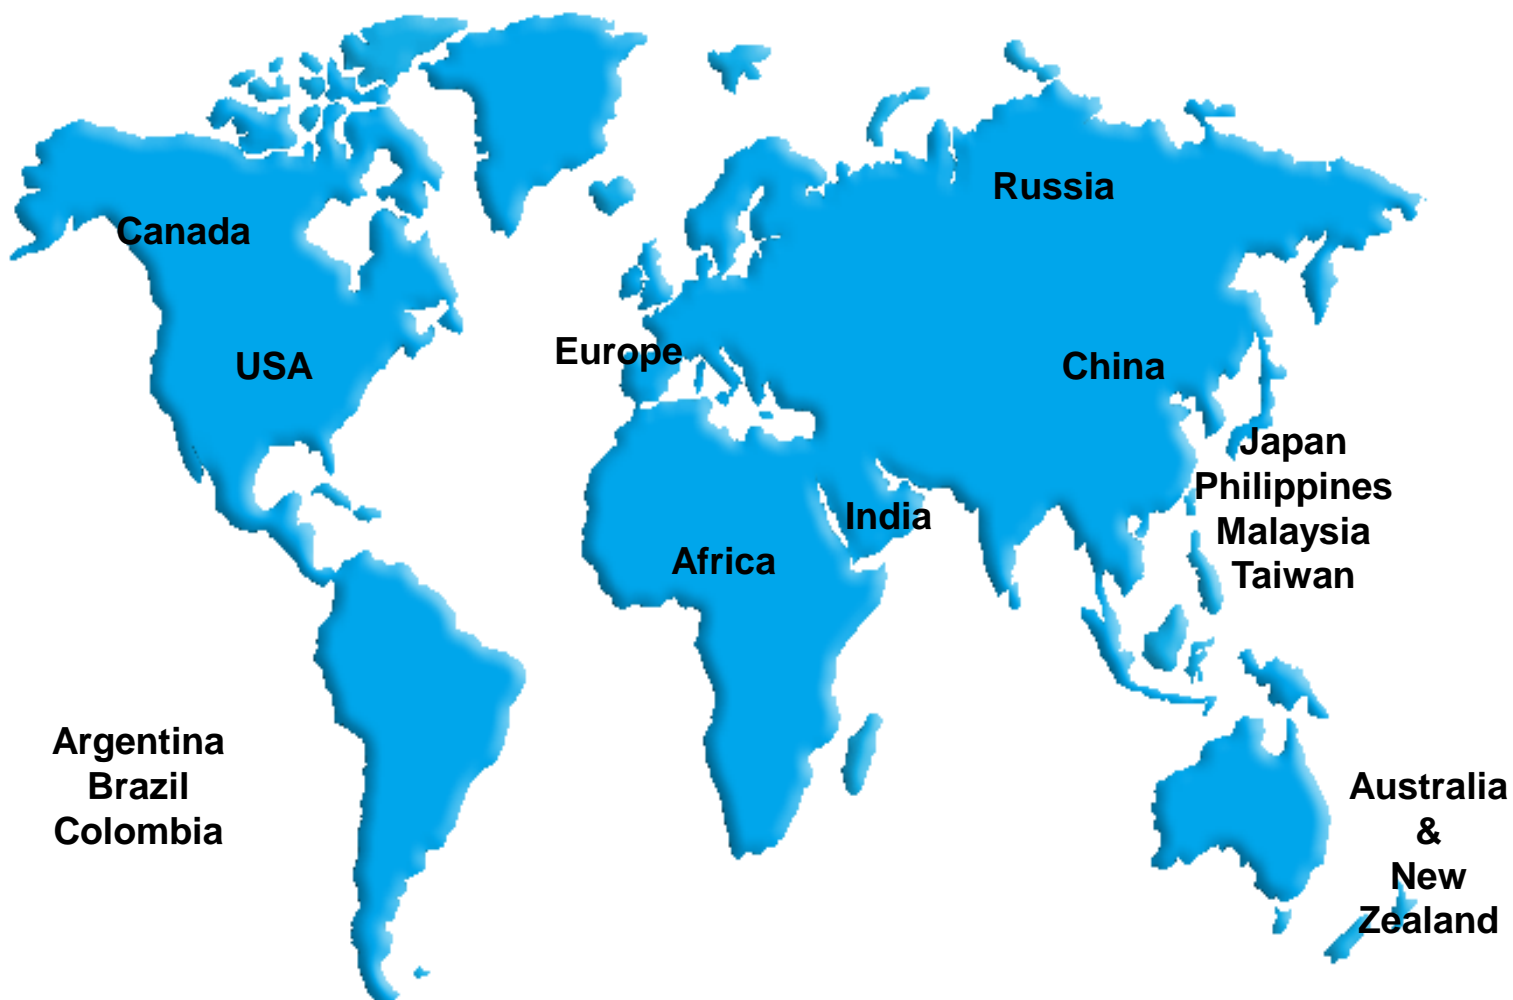 Russia
Canada
Europe
USA
China
Japan
Philippines
Malaysia
Taiwan
India
Africa
Argentina
Brazil
Colombia
Australia
&
New
Zealand